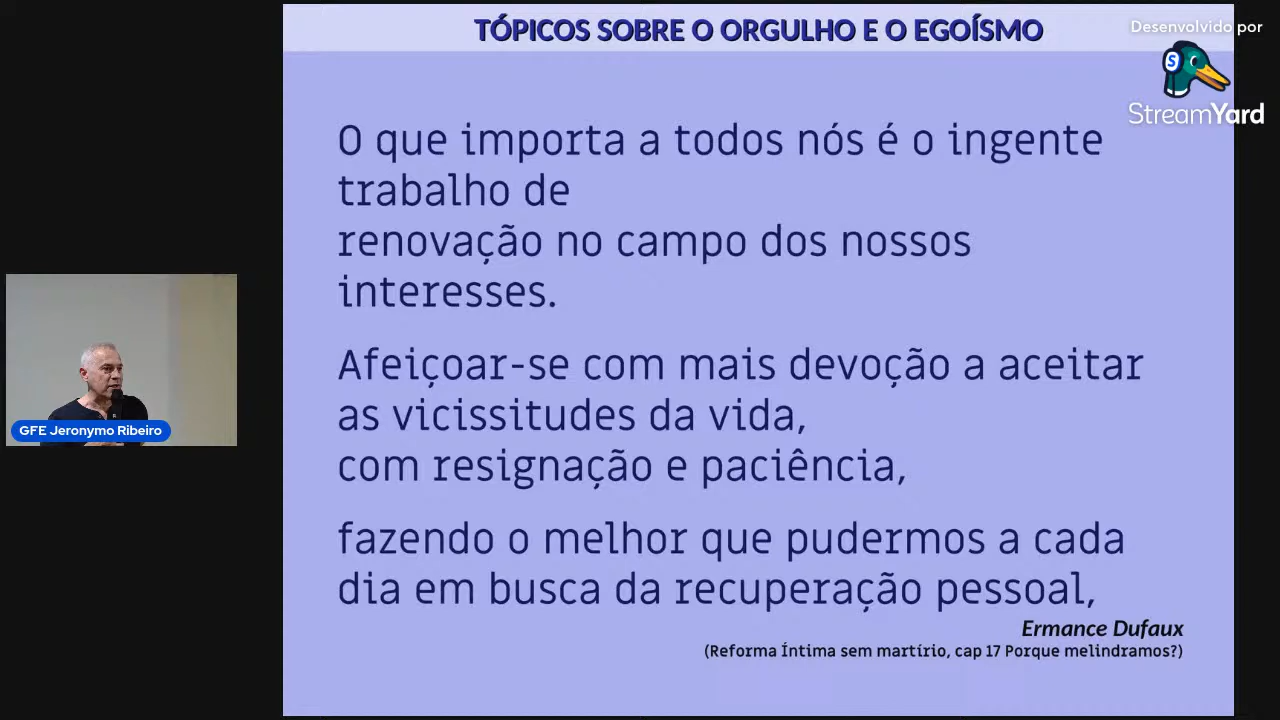 TÓPICOS SOBRE O ORGULHO E O EGOÍSMO
Desenvolvido por
StreamYard
O que importa a todos nós é o ingente
trabalho de
renovação no campo dos nossos
interesses.
Afeiçoar-se com mais devoção a aceitar
as vicissitudes da vida,
com resignação e paciência,
fazendo o melhor que pudermos a cada
dia em busca da recuperação pessoal,
Ermance Dufaux
(Reforma Íntima sem martírio, cap 17 Porque melindramos?)
GFE Jeronymo Ribeiro